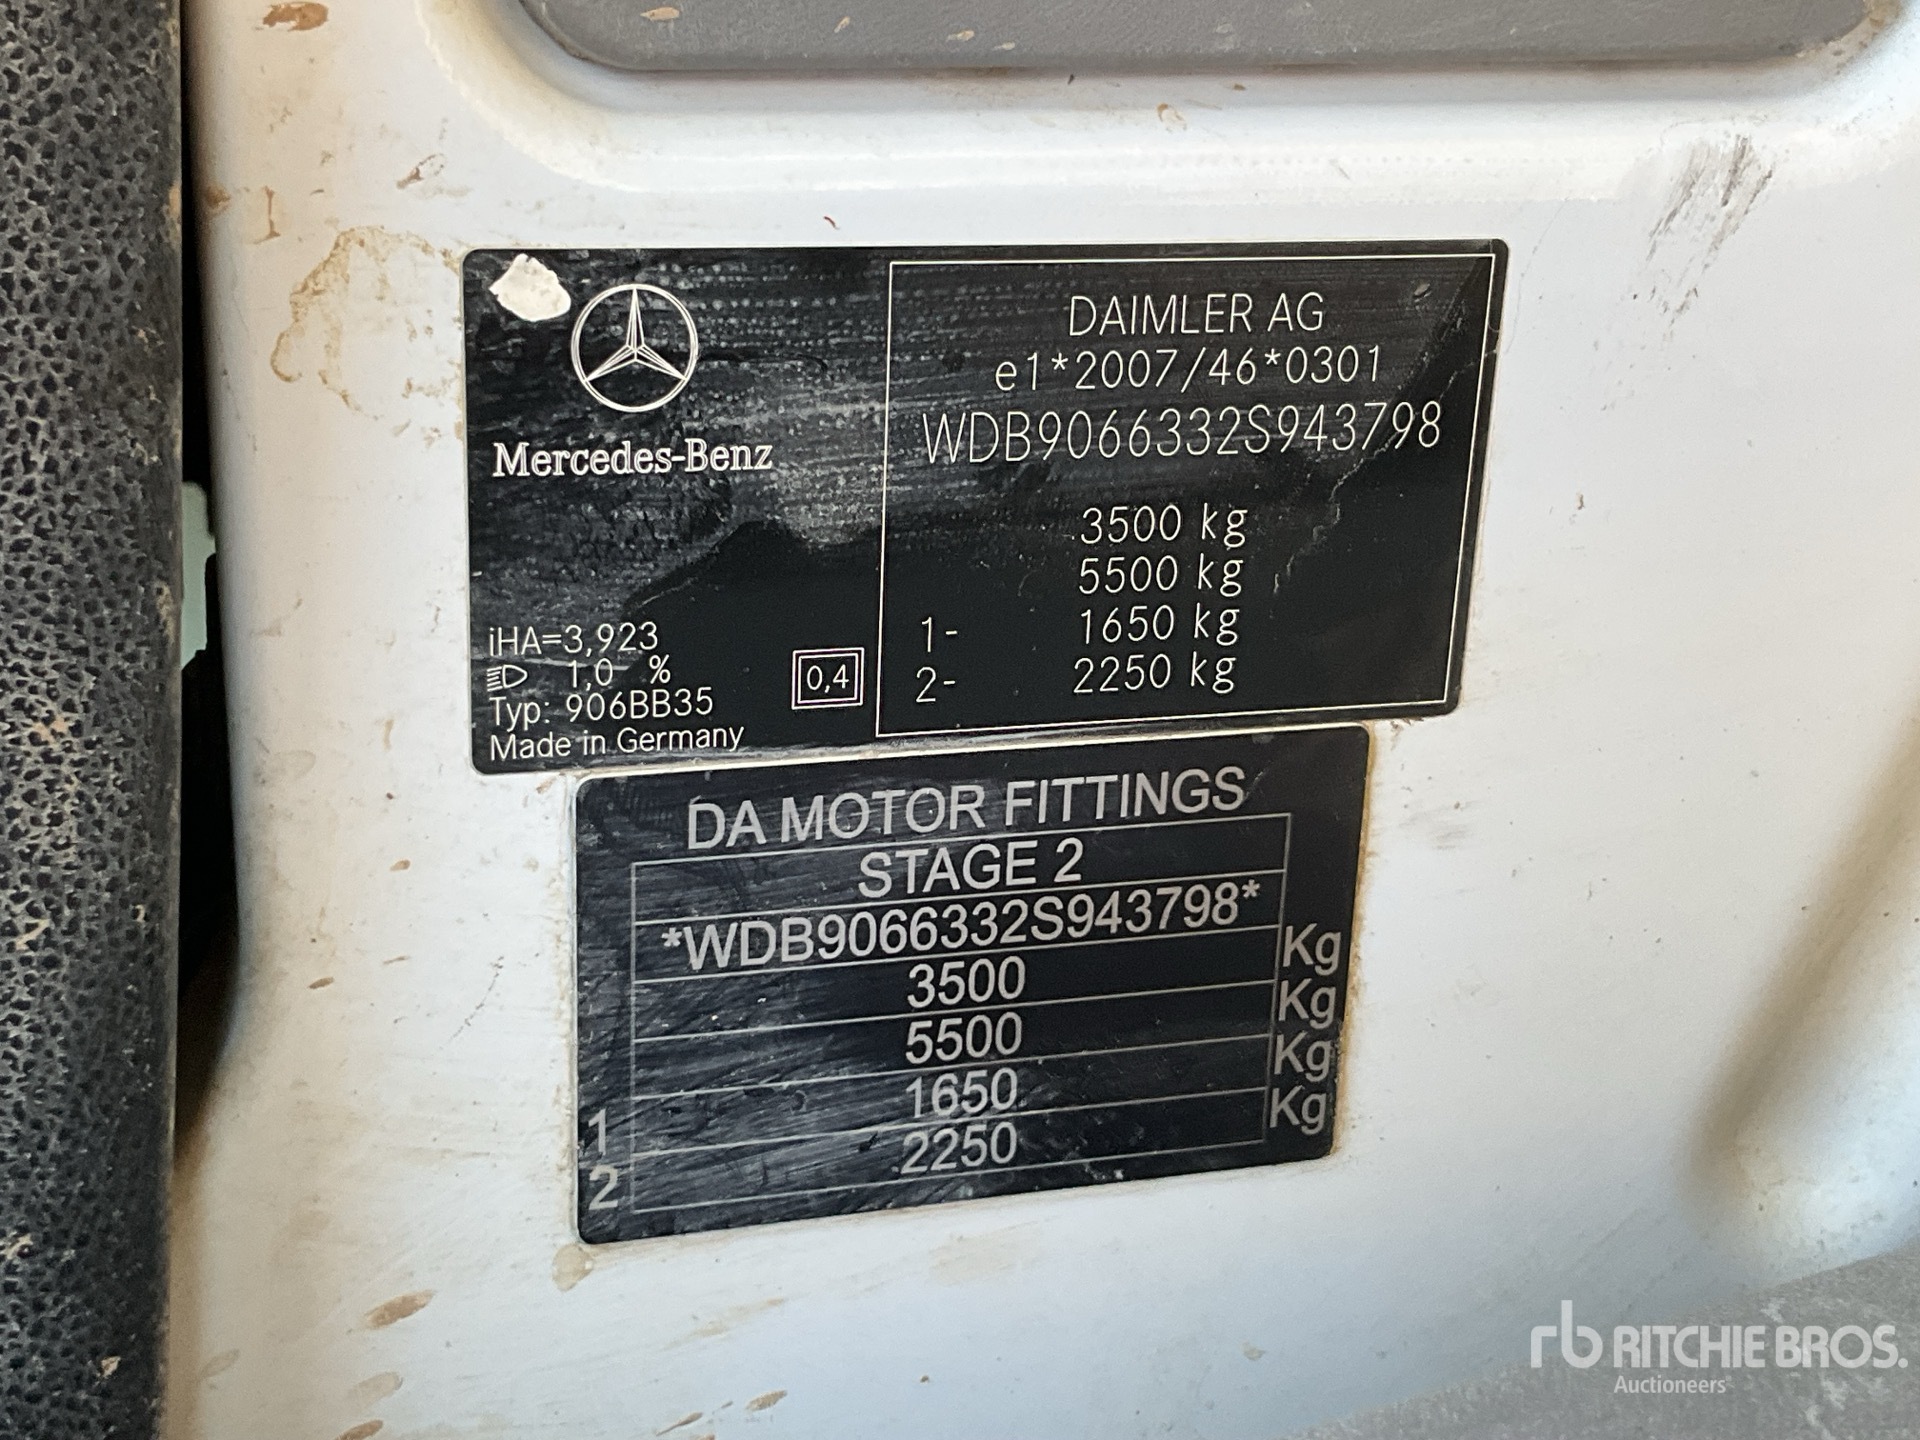 Mercedes-Benz
iHA=3,923
1,0 %
Typ: 906BB35
Made in Germany
0,4
DAIMLER AG
e1*2007/46*0301
WDB9066332S943798
3500 kg
5500 kg
1- 1650 kg
2- 2250 kg
DA MOTOR FITTINGS
STAGE 2
*WDB9066332S943798*
3500 Kg
5500 Kg
1 1650 Kg
2 2250 Kg
rb RITCHIE BROS.
Auctioneers